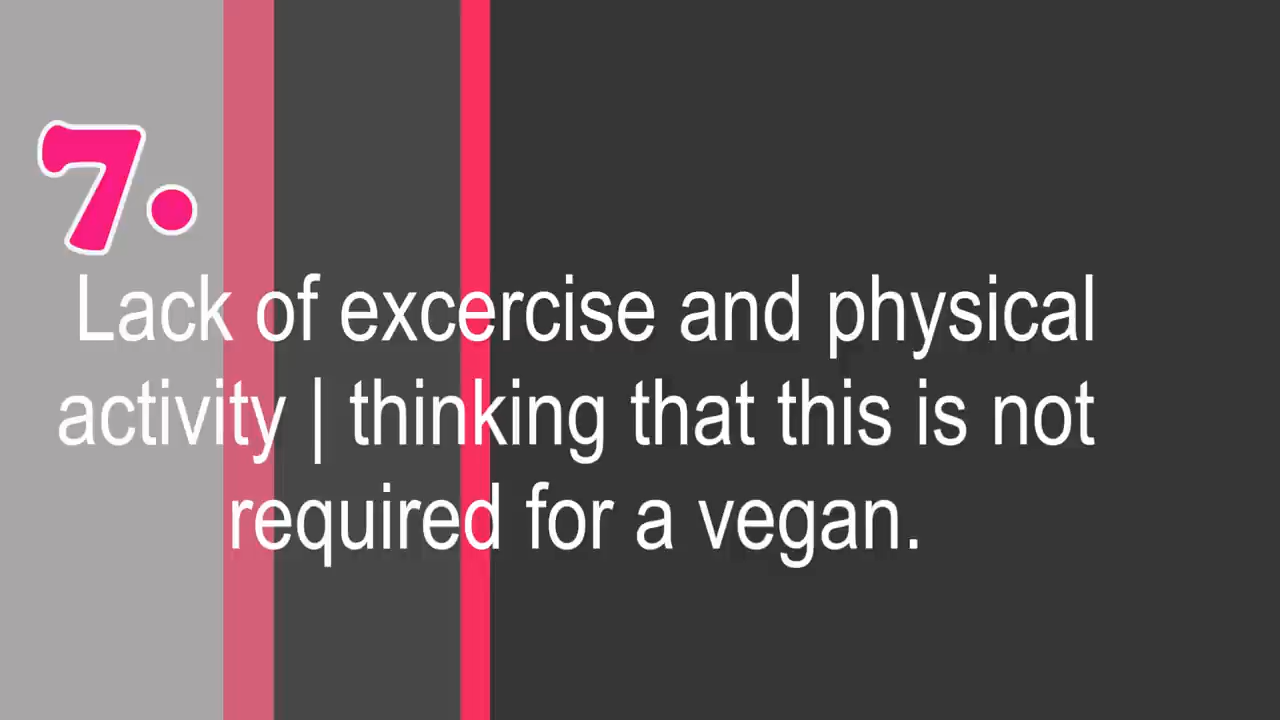 7.
Lack of excercise and physical
activity | thinking that this is not
required for a vegan.